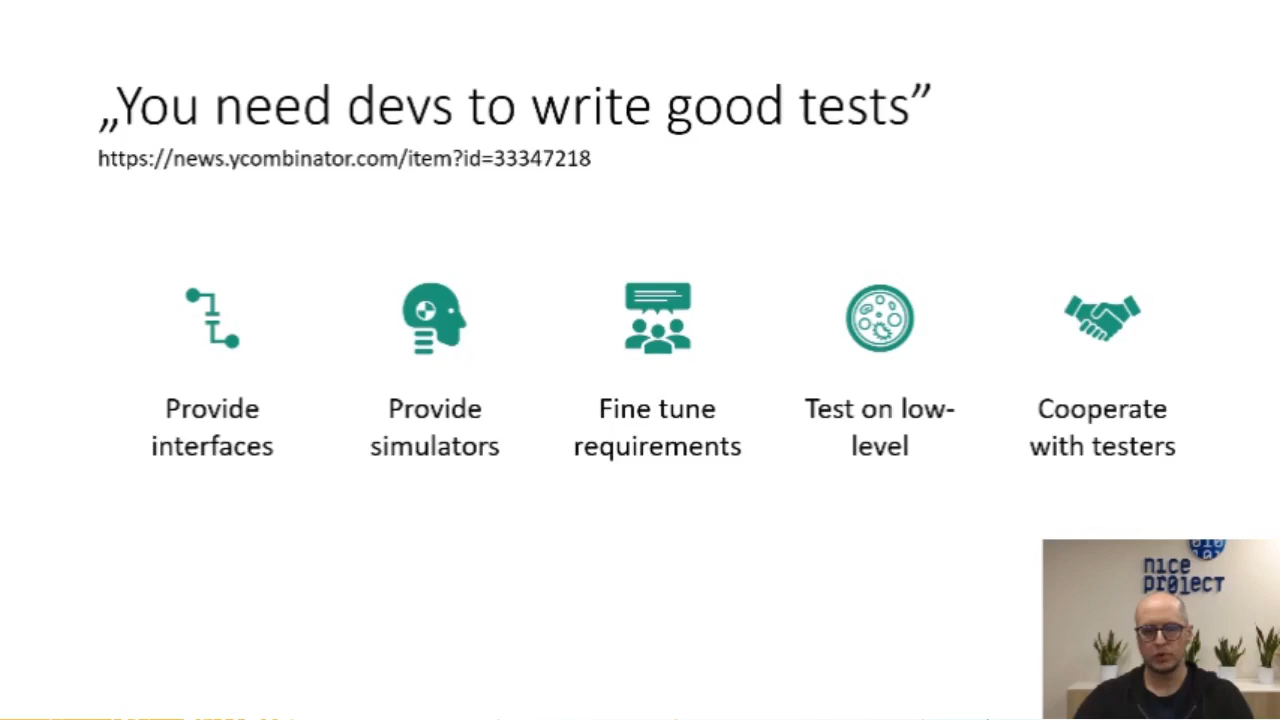 „You need devs to write good tests”
https://news.ycombinator.com/item?id=33347218
Provide
interfaces
Provide
simulators
Fine tune
requirements
Test on low-
level
Cooperate
with testers
nice
project